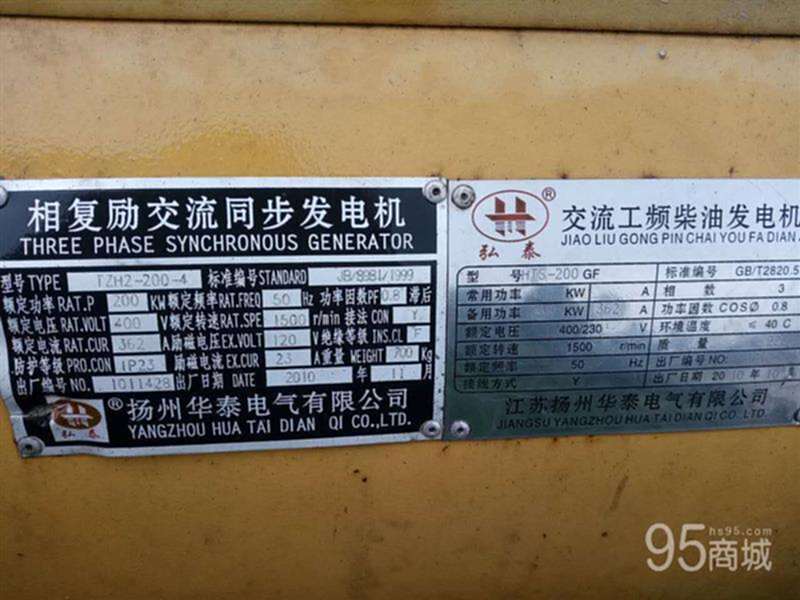 相复励交流同步发电机
THREE PHASE SYNCHRONOUS GENERATOR
型号 TYPE TZH2-200-4 标准编号 STANDARD JB/8981/1999
额定功率 RAT.P 200 KW 额定频率 RAT.FREQ 50 Hz 功率因数 PF 0.8 滞后
额定电压 RAT.VOLT 400 V 额定转速 RAT.SPE 1500 r/min 接法 CON Y
额定电流 RAT.CUR 362 A 励磁电压 EX.VOLT 120 V 绝缘等级 INS.CL F
防护等级 PRO.CON IP23 励磁电流 EX.CUR 23 A 重量 WEIGHT 700 Kg
出厂编号 1011428 出厂日期 DATE 2010 年 11 月
弘泰 ® 扬州华泰电气有限公司
YANGZHOU HUA TAI DIAN QI CO.,LTD.
弘泰 ® 交流工频柴油发电机
JIAO LIU GONG PIN CHAI YOU FA DIAN
型 号 HTS-200 GF 标准编号 GB/T2820.5
常用功率 KW A 相 数 3
备用功率 KW 362 A 功率因数 COSΦ 0.8
额定电压 400/230 V 环境温度 ≤ 40 C
额定转速 1500 r/min 质 量
额定频率 50 Hz 出厂编号 NO
接线方式 Y 出厂日期 2010 年 10 月
江苏扬州华泰电气有限公司
JIANGSU YANGZHOU HUA TAI DIAN QI CO.,LTD.
95商城
hs95.com